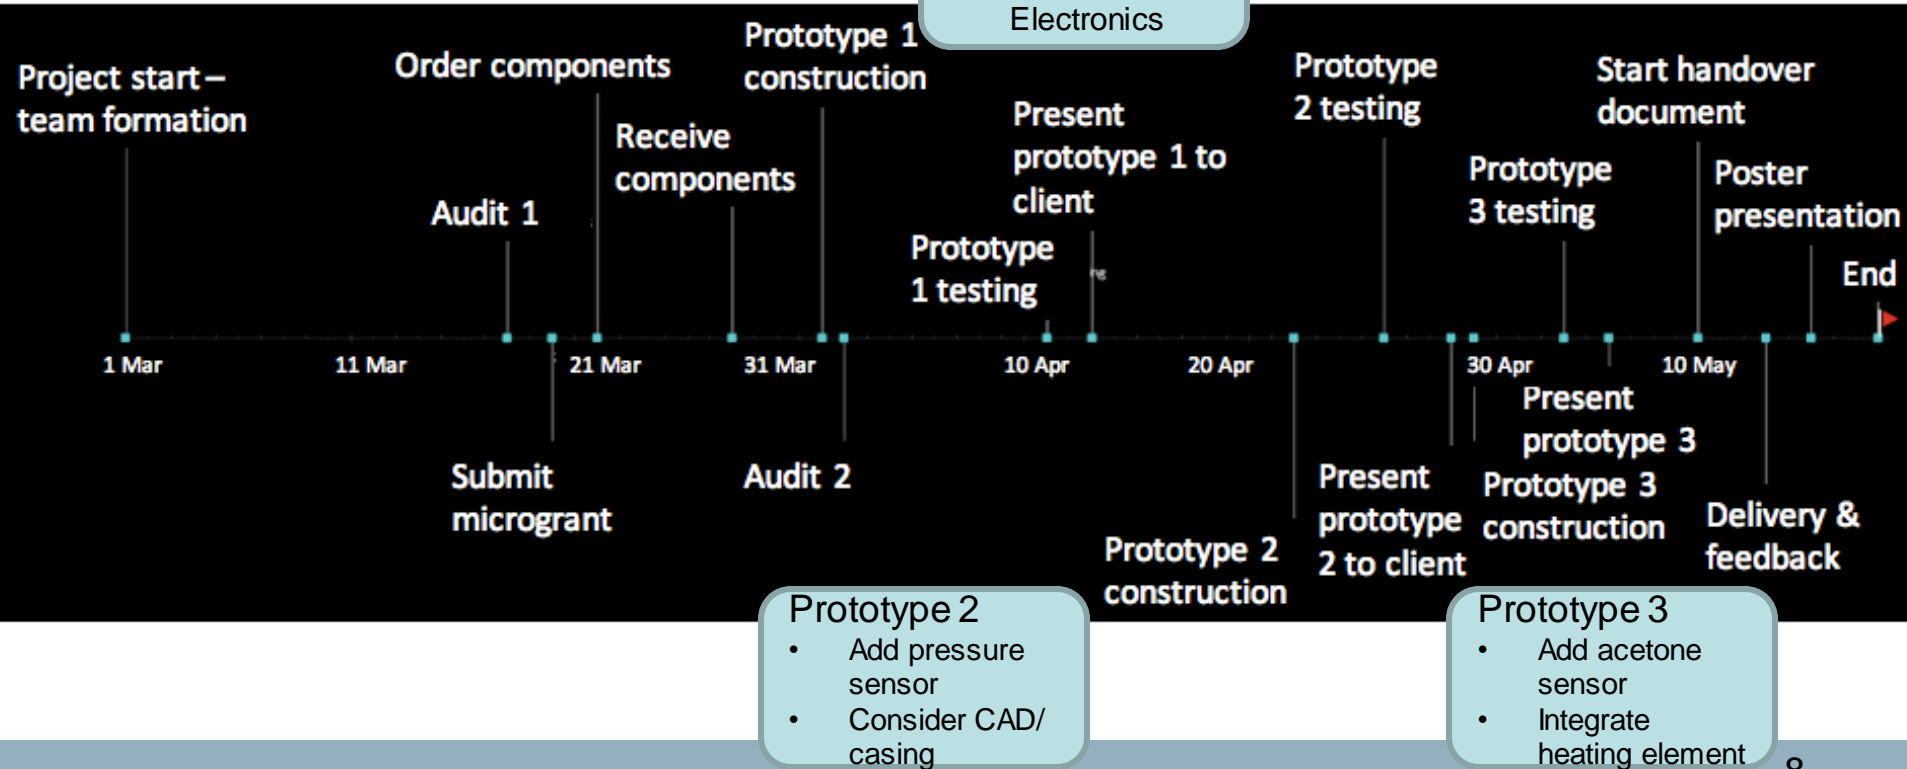 Electronics
Project start –
team formation
Order components
Prototype 1
construction
Receive
components
Audit 1
Present
prototype 1 to
client
Prototype
1 testing
Prototype
2 testing
Prototype
3 testing
Start handover
document
Poster
presentation
End
1 Mar
11 Mar
21 Mar
31 Mar
10 Apr
20 Apr
30 Apr
10 May
Submit
microgrant
Audit 2
Prototype 2
construction
Present
prototype
2 to client
Present
prototype 3
Prototype 3
construction
Delivery &
feedback
Prototype 2
• Add pressure
sensor
• Consider CAD/
casing
Prototype 3
• Add acetone
sensor
• Integrate
heating element
8